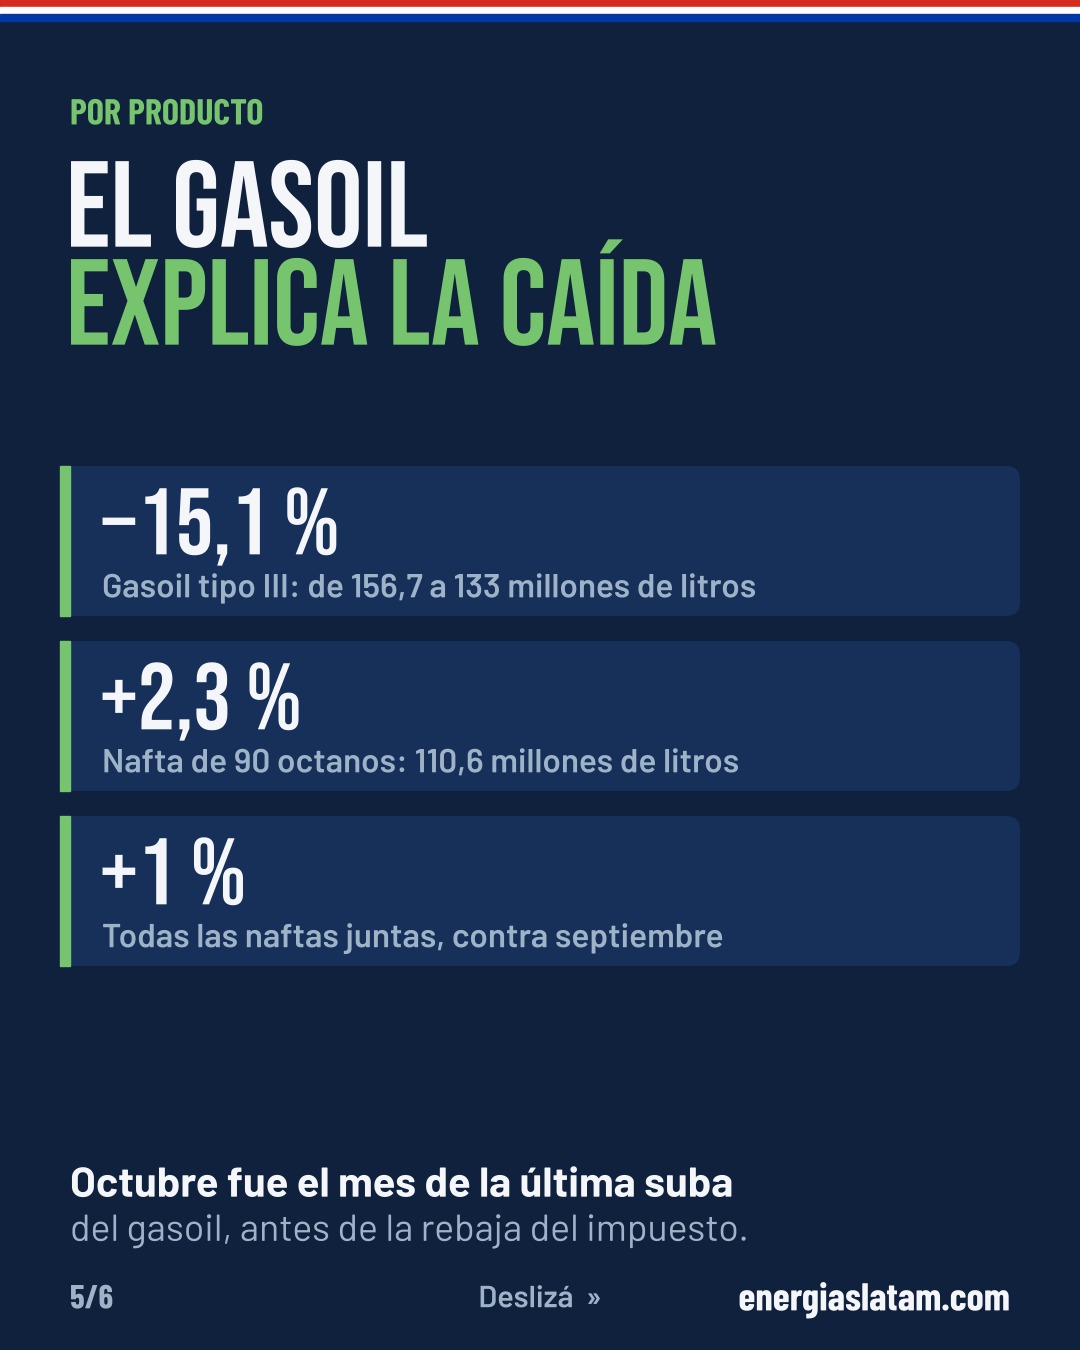 POR PRODUCTO
EL GASOIL
EXPLICA LA CAÍDA
−15,1 %
Gasoil tipo III: de 156,7 a 133 millones de litros
+2,3 %
Nafta de 90 octanos: 110,6 millones de litros
+1 %
Todas las naftas juntas, contra septiembre
Octubre fue el mes de la última suba
del gasoil, antes de la rebaja del impuesto.
5/6
Deslizá »
energiaslatam.com